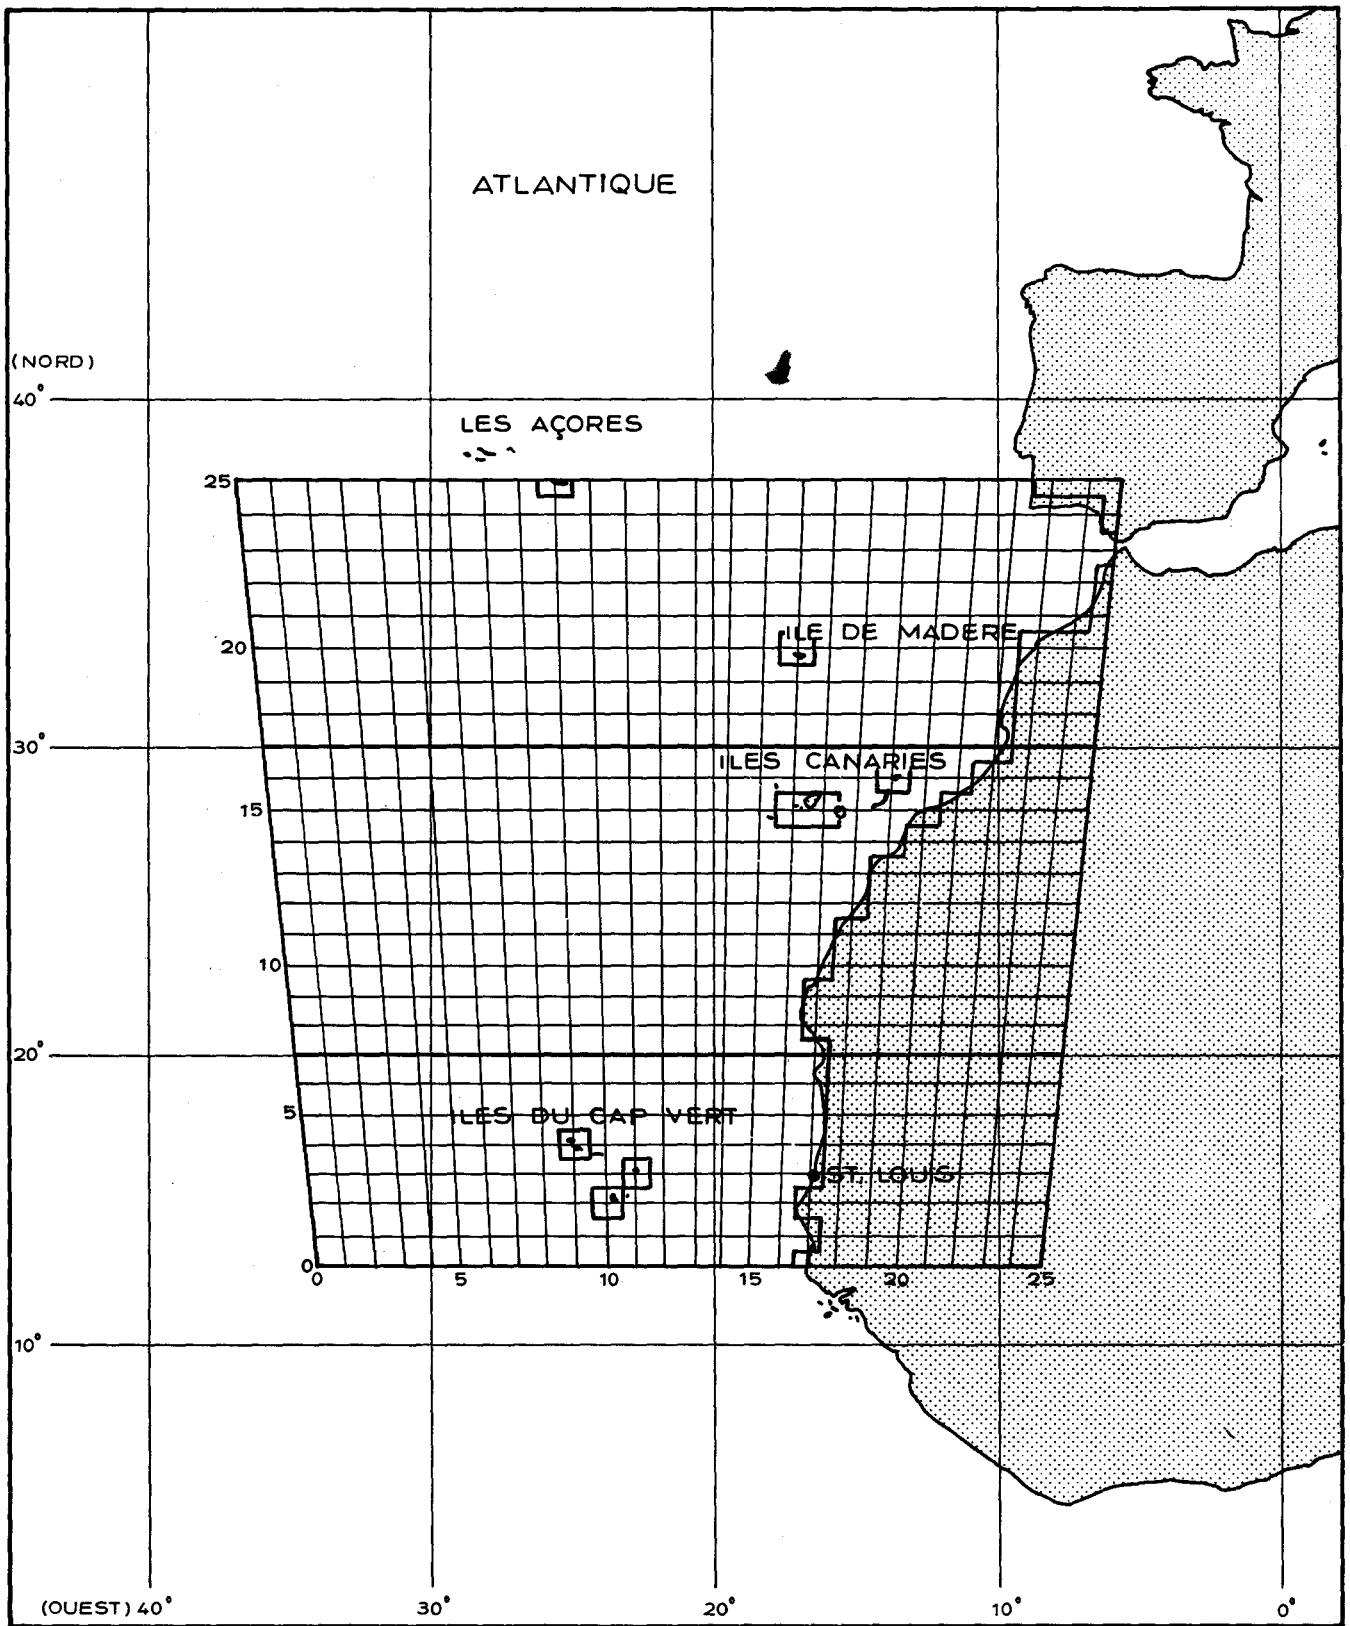 ATLANTIQUE
(NORD)
40°
LES AÇORES
25
ILE DE MADERE
20
30°
ILES CANARIES
15
10
20°
5
ILES DU CAP VERT
ST. LOUIS
0
0 5 10 15 20 25
10°
(OUEST) 40° 30° 20° 10° 0°